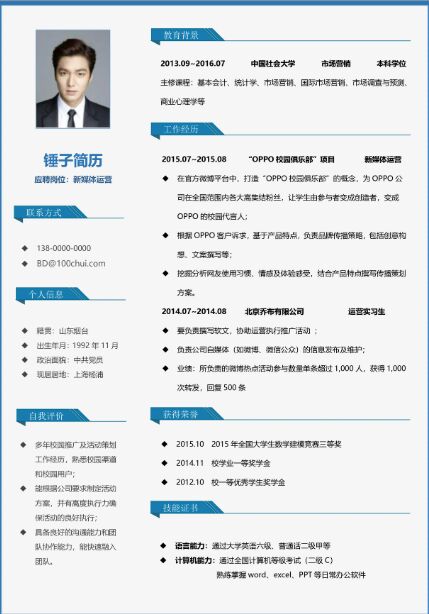 锤子简历
应聘岗位：新媒体运营
联系方式
138-0000-0000
BD@100chui.com
个人信息
籍贯：山东烟台
出生年月：1992 年 11 月
政治面貌：中共党员
现居居地：上海杨浦
自我评价
多年校园推广及活动策划
工作经历，熟悉校园渠道
和校园用户；
能根据公司要求制定活动
方案，并有高度执行力确
保活动的良好执行；
具备良好的沟通能力和团
队协作能力，能快速融入
团队。
教育背景
2013.09~2016.07 中国社会大学 市场营销 本科学位
主修课程：基本会计、统计学、市场营销、国际市场营销、市场调查与预测、
商业心理学等
工作经历
2015.07~2015.08 “OPPO 校园俱乐部”项目 新媒体运营
在官方微博平台中，打造“OPPO 校园俱乐部”的概念，为 OPPO 公
司在全国范围内各大高集结粉丝，让学生由参与者变成创造者，变成
OPPO 的校园代言人；
根据 OPPO 客户诉求，基于产品特点，负责品牌传播策略，包括创意构
想、文案撰写等；
挖掘分析网友使用习惯、情感及体验感受，结合产品特点撰写传播策划
方案。
2014.07~2014.08 北京乔布有限公司 运营实习生
要负责撰写软文，协助运营执行推广活动 ；
负责公司自媒体（如微博、微信公众）的信息发布及维护；
业绩：所负责的微博热点活动参与数量单条超过 1,000 人，获得 1,000
次转发，回复 500 条
获得荣誉
2015.10 2015 年全国大学生数学建模竞赛三等奖
2014.11 校学业一等奖学金
2012.10 校一等优秀学生奖学金
技能证书
语言能力：通过大学英语六级、普通话二级甲等
计算机能力：通过全国计算机等级考试（二级 C）
熟练掌握 word、excel、PPT 等日常办公软件